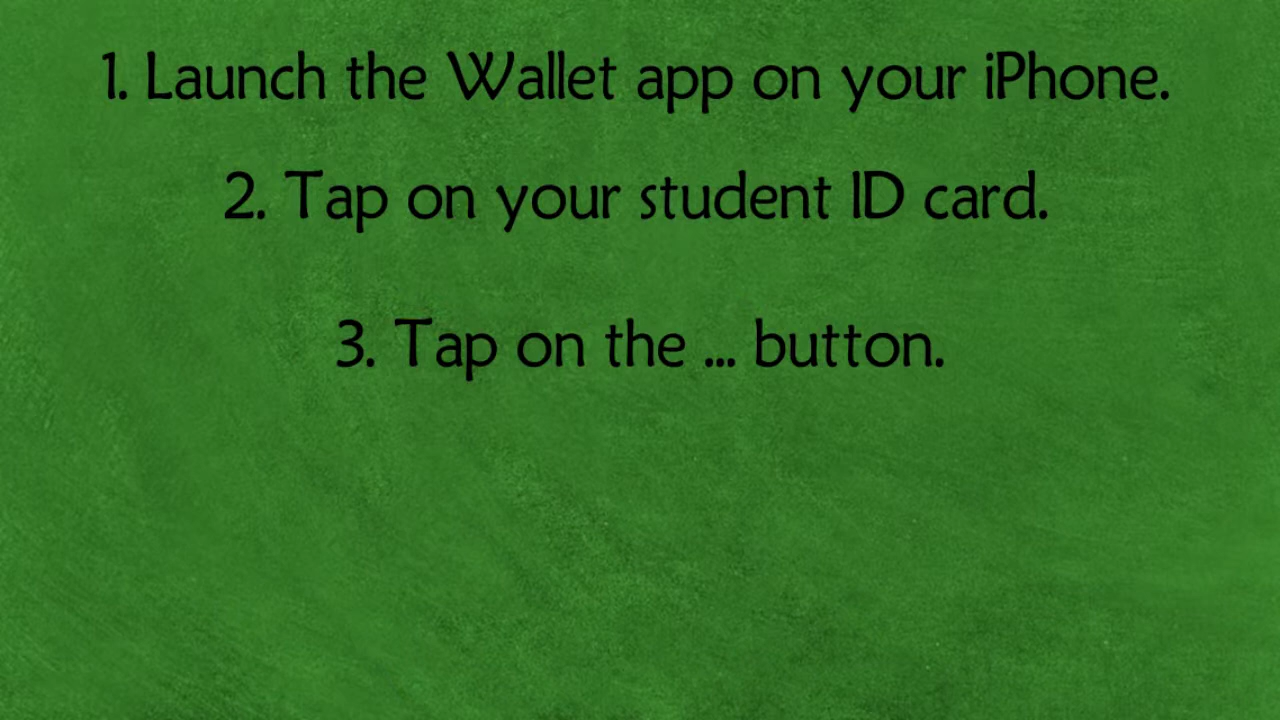 1. Launch the Wallet app on your iPhone.
2. Tap on your student ID card.
3. Tap on the ... button.